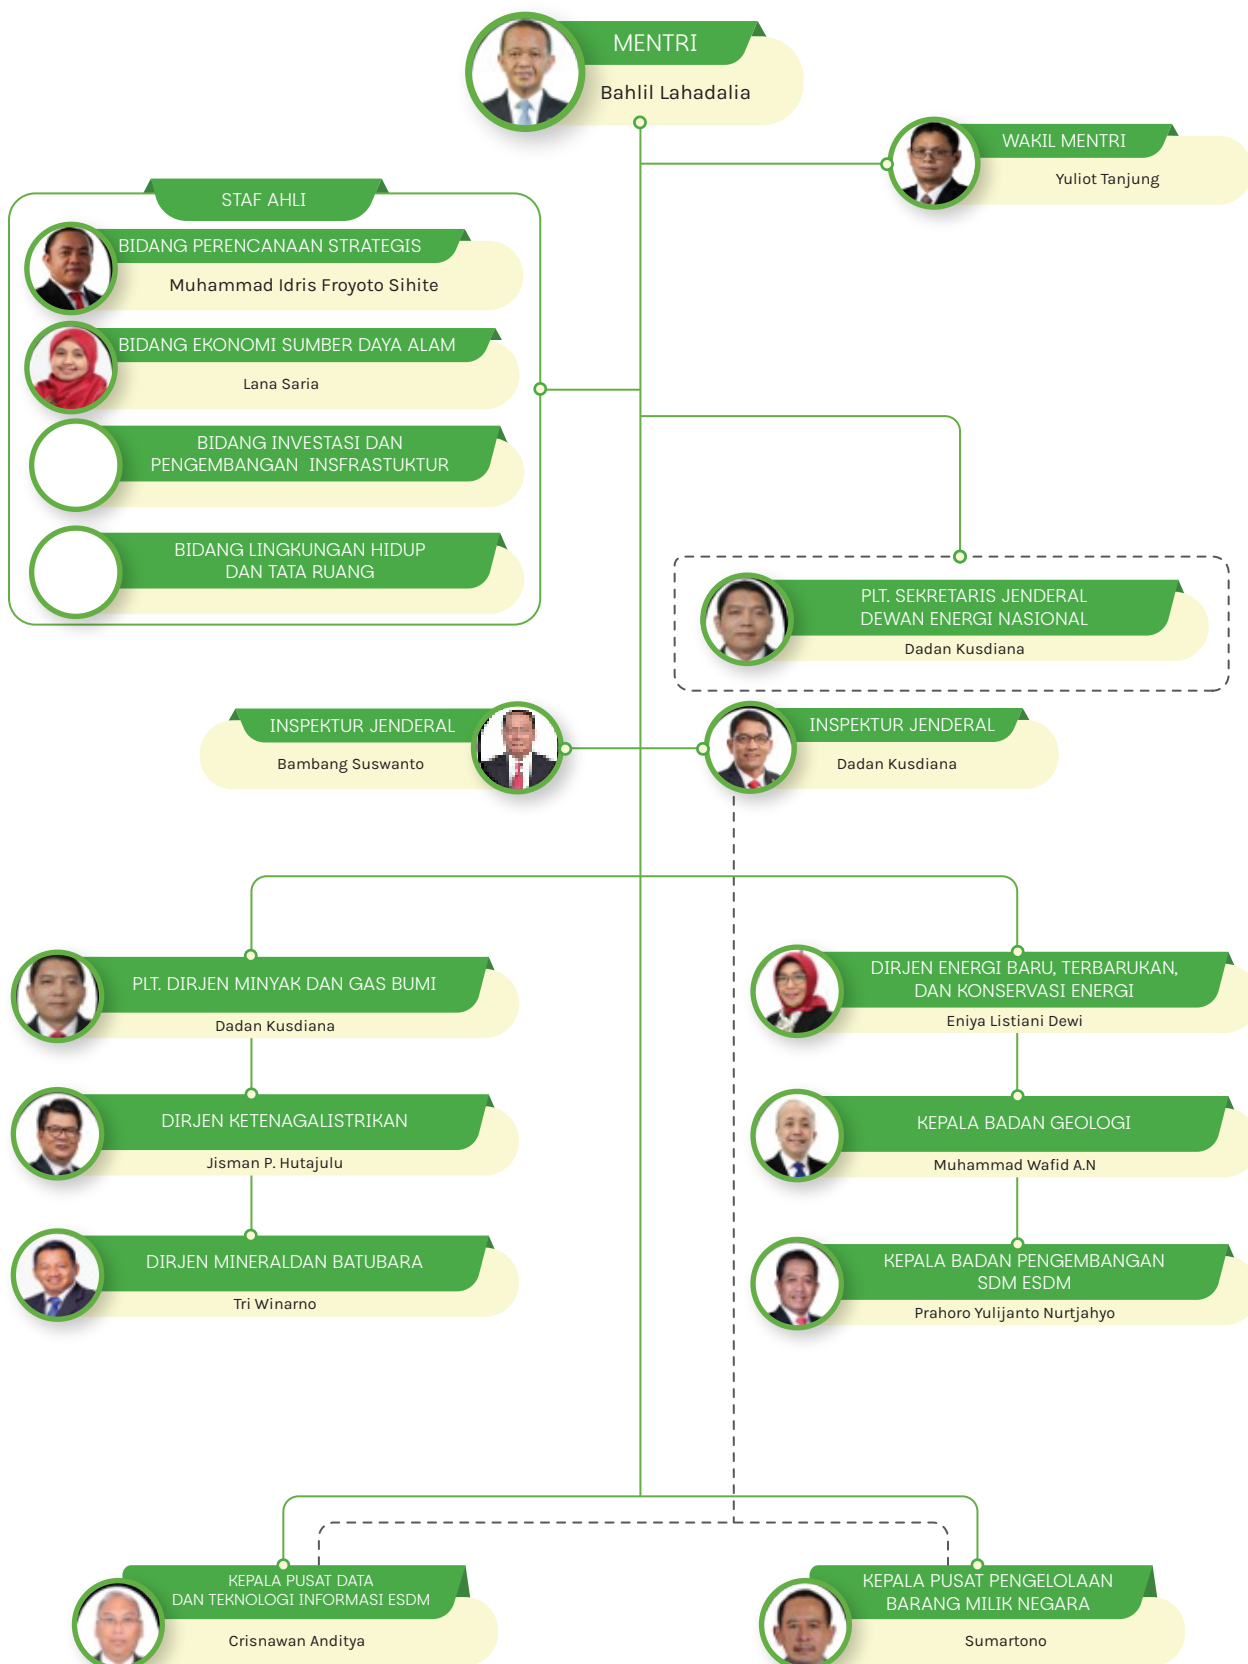 MENTRI
Bahlil Lahadalia
WAKIL MENTRI
Yuliot Tanjung
STAF AHLI
BIDANG PERENCANAAN STRATEGIS
Muhammad Idris Froyoto Sihite
BIDANG EKONOMI SUMBER DAYA ALAM
Lana Saria
BIDANG INVESTASI DAN
PENGEMBANGAN INSFRASTUKTUR
BIDANG LINGKUNGAN HIDUP
DAN TATA RUANG
PLT. SEKRETARIS JENDERAL
DEWAN ENERGI NASIONAL
Dadan Kusdiana
INSPEKTUR JENDERAL
Bambang Suswanto
INSPEKTUR JENDERAL
Dadan Kusdiana
PLT. DIRJEN MINYAK DAN GAS BUMI
Dadan Kusdiana
DIRJEN ENERGI BARU, TERBARUKAN,
DAN KONSERVASI ENERGI
Eniya Listiani Dewi
DIRJEN KETENAGALISTRIKAN
Jisman P. Hutajulu
KEPALA BADAN GEOLOGI
Muhammad Wafid A.N
DIRJEN MINERALDAN BATUBARA
Tri Winarno
KEPALA BADAN PENGEMBANGAN
SDM ESDM
Prahoro Yulijanto Nurtjahyo
KEPALA PUSAT DATA
DAN TEKNOLOGI INFORMASI ESDM
Crisnawan Anditya
KEPALA PUSAT PENGELOLAAN
BARANG MILIK NEGARA
Sumartono